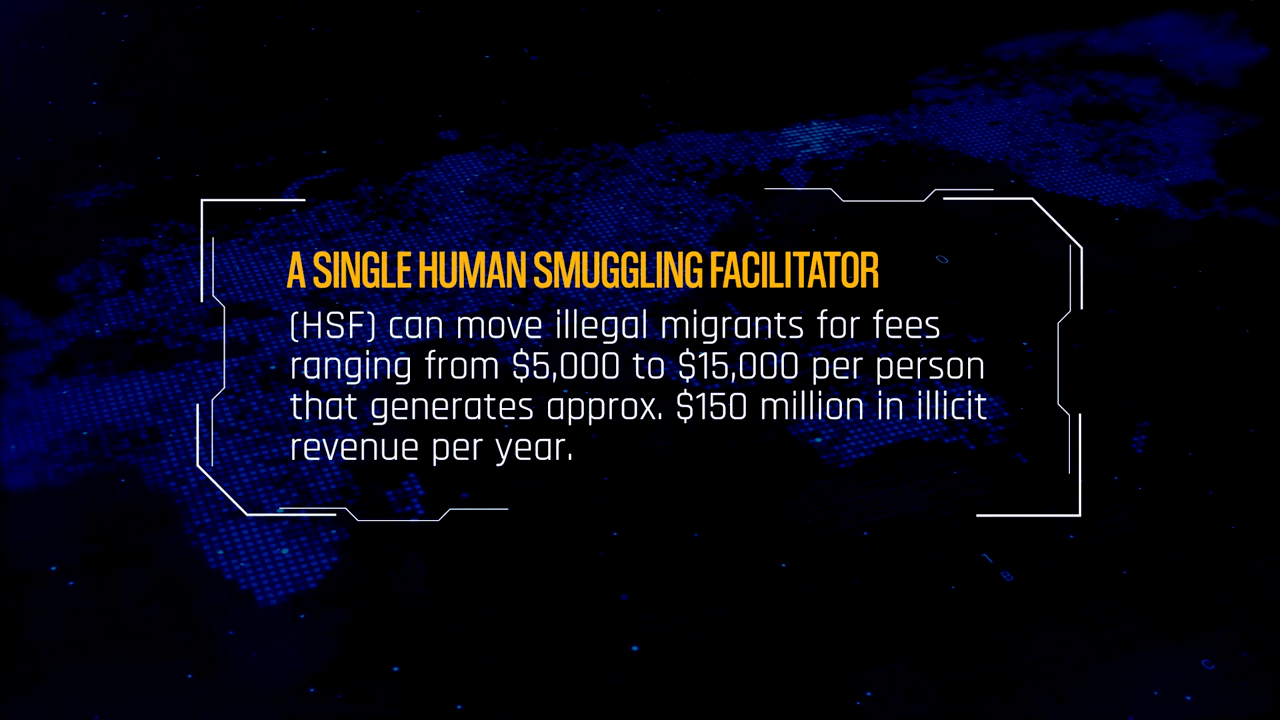 A SINGLE HUMAN SMUGGLING FACILITATOR
(HSF) can move illegal migrants for fees
ranging from $5,000 to $15,000 per person
that generates approx. $150 million in illicit
revenue per year.